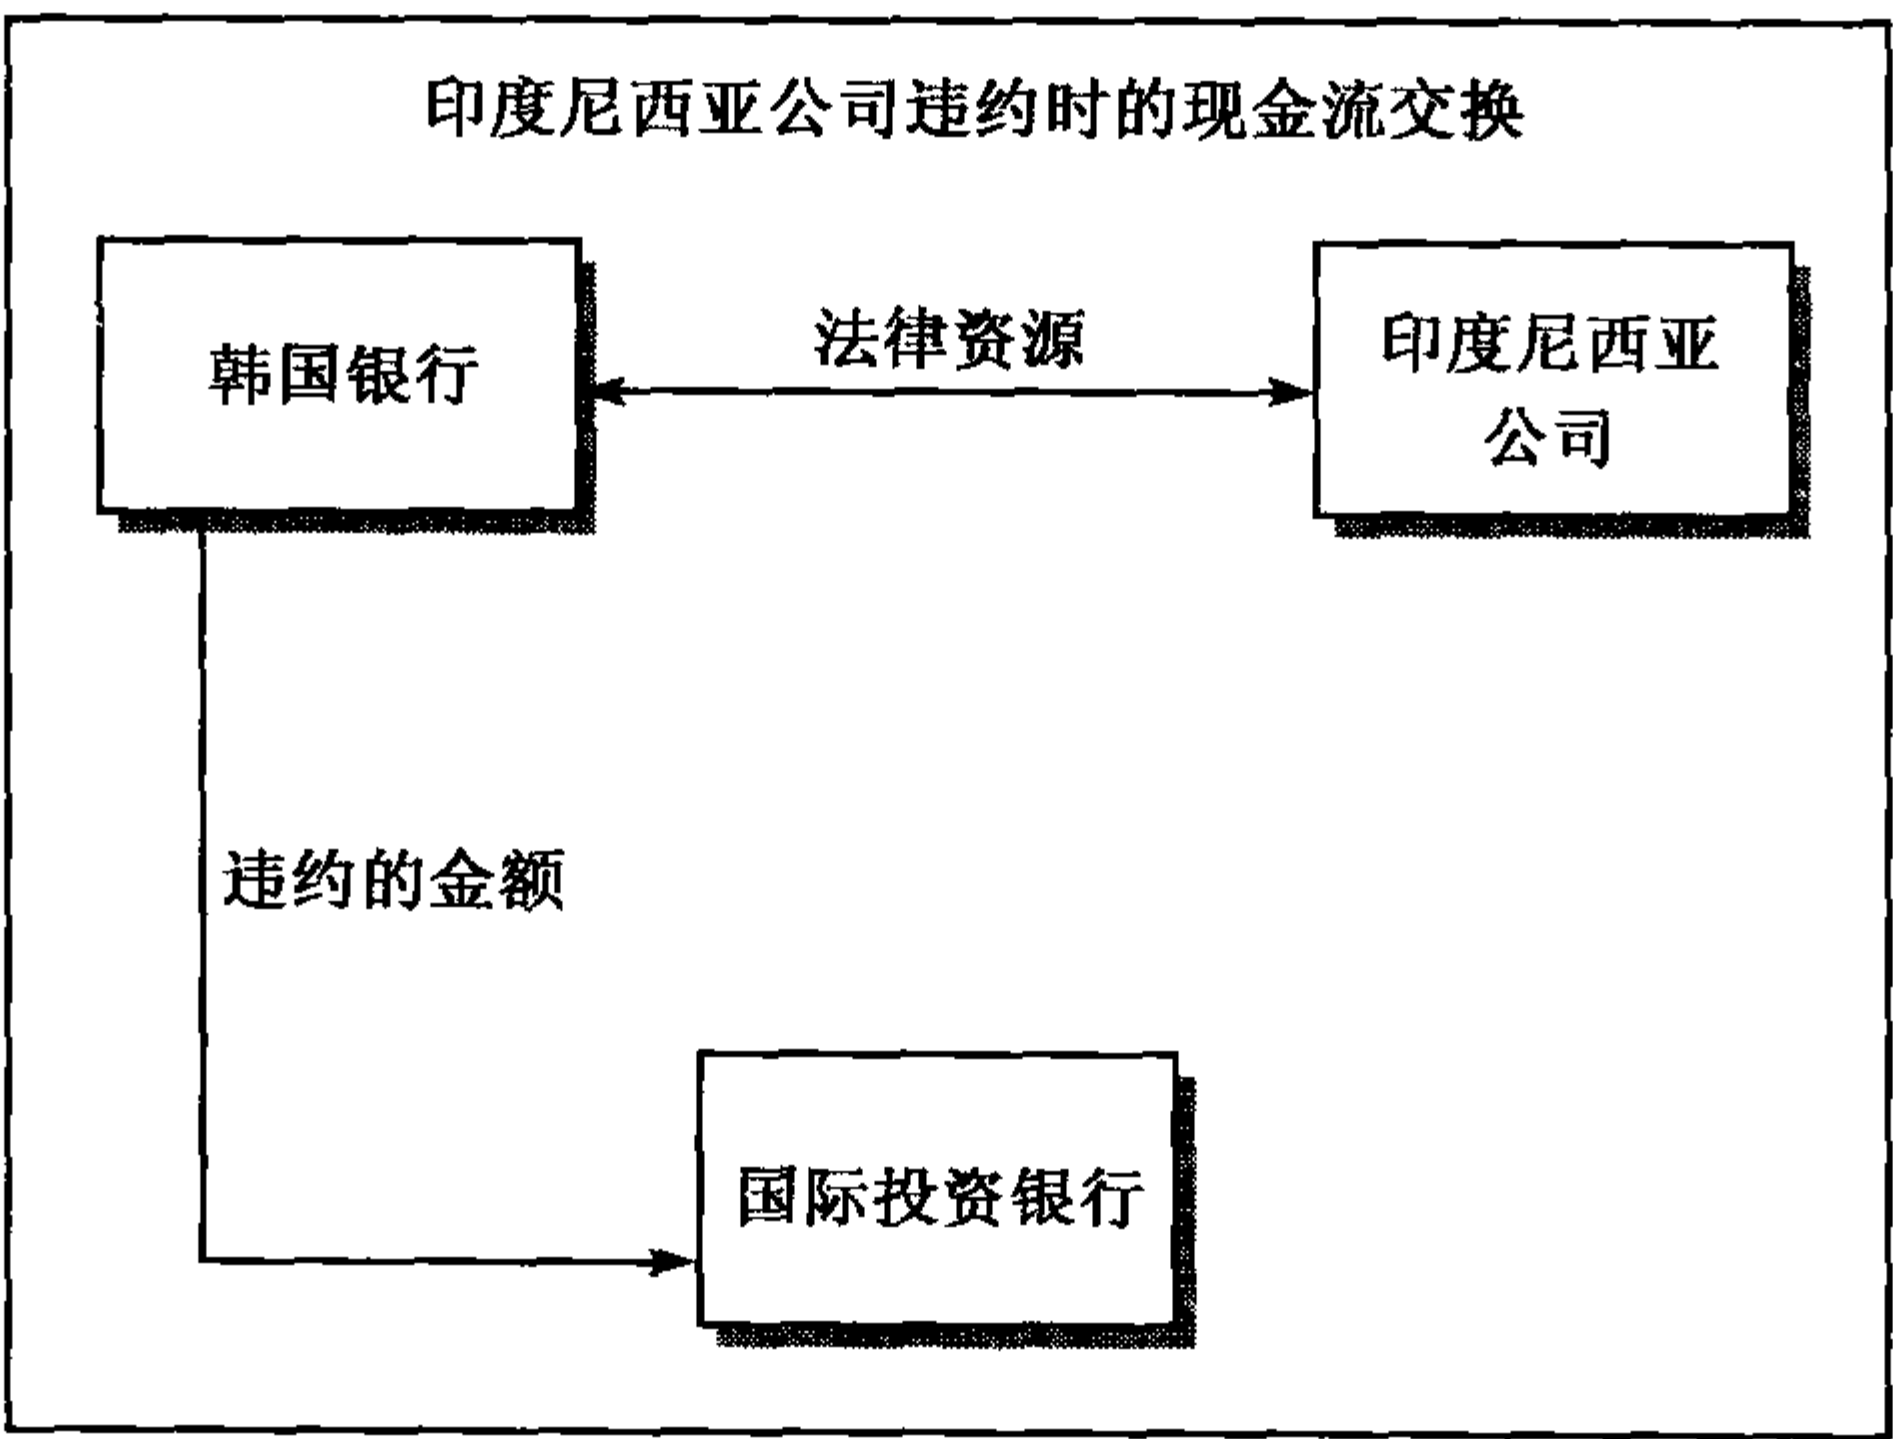 印度尼西亚公司违约时的现金流交换
韩国银行
法律资源
印度尼西亚
公司
违约的金额
国际投资银行